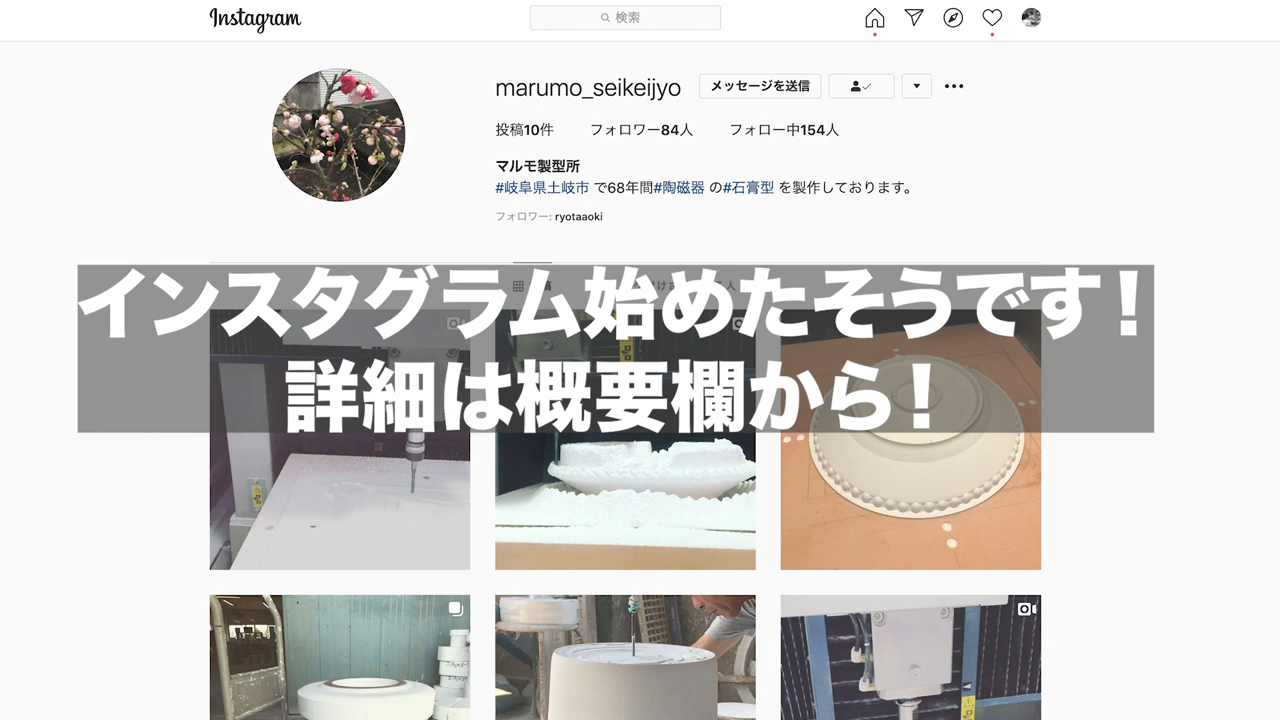 Instagram
検索
marumo_seikeijyo
メッセージを送信
投稿10件 フォロワー84人 フォロー中154人
マルモ製型所
#岐阜県土岐市 で68年間#陶磁器 の#石膏型 を製作しております。
フォロワー: ryotaaoki
インスタグラム始めたそうです！
詳細は概要欄から！